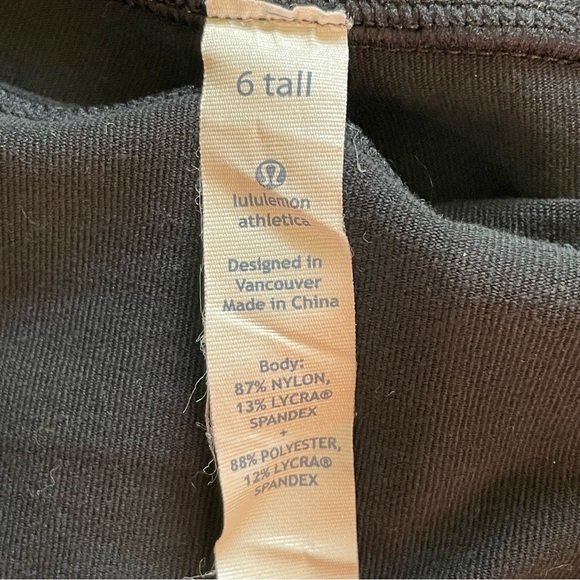 6 tall
lululemon
athletica
Designed in
Vancouver
Made in China
Body:
87% NYLON,
13% LYCRA®
SPANDEX
+
88% POLYESTER,
12% LYCRA®
SPANDEX